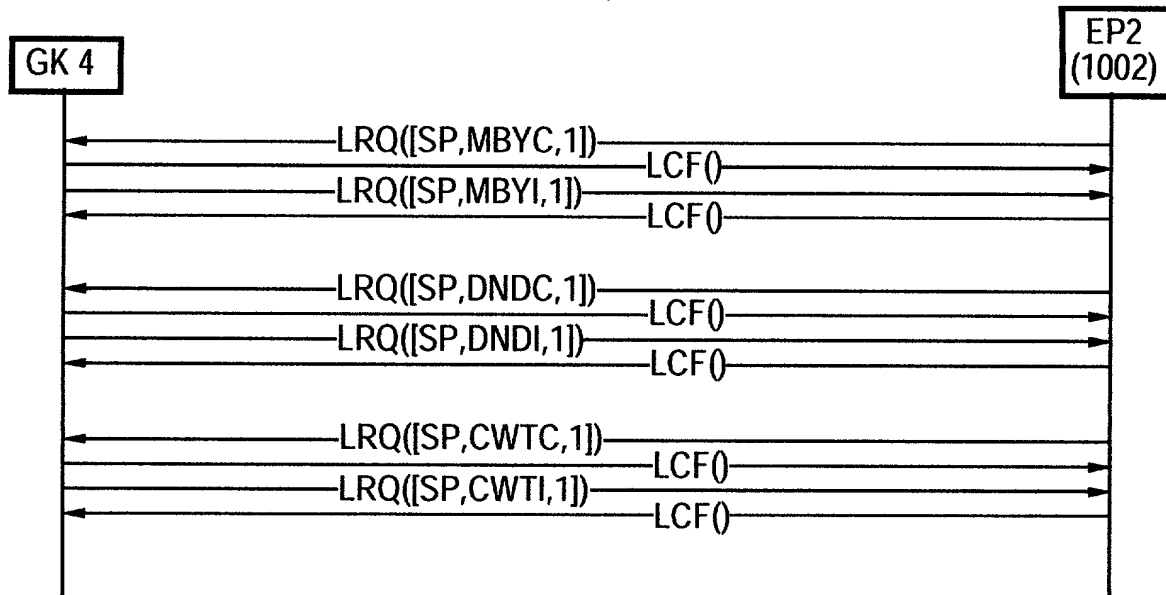 GK 4
EP2
(1002)
LRQ([SP,MBYC,1])
LCF()
LRQ([SP,MBYI,1])
LCF()
LRQ([SP,DNDC,1])
LCF()
LRQ([SP,DNDI,1])
LCF()
LRQ([SP,CWTC,1])
LCF()
LRQ([SP,CWTI,1])
LCF()